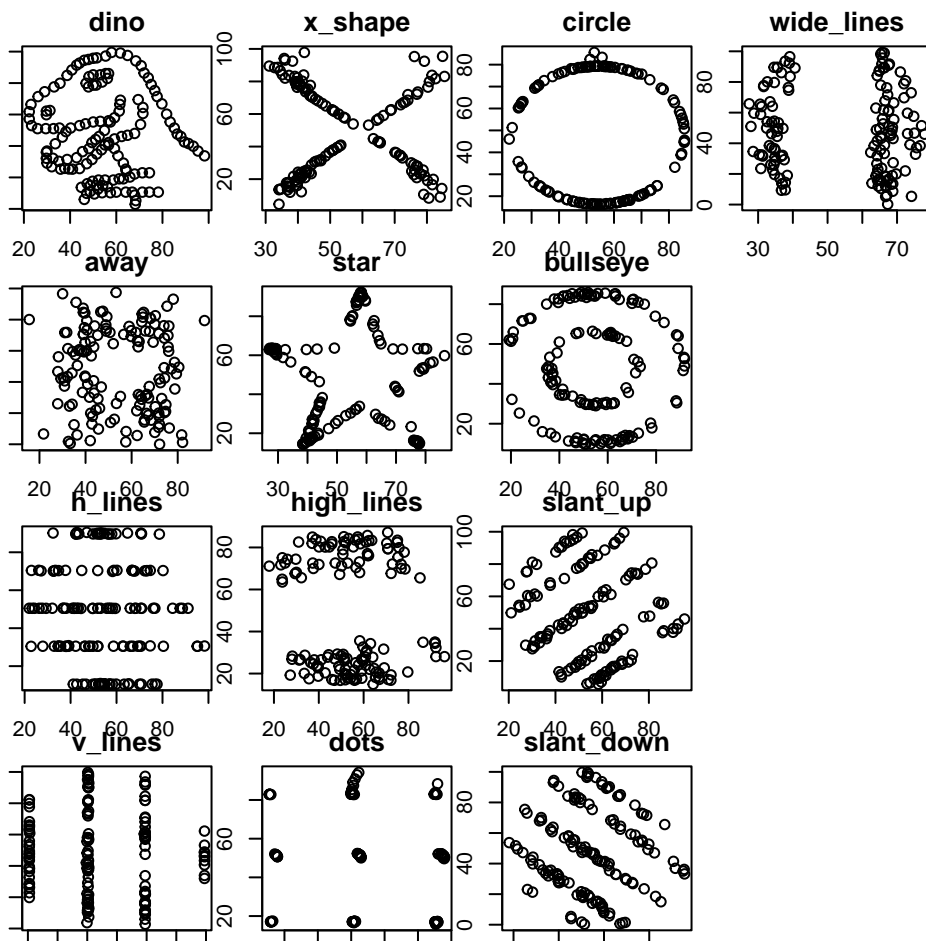 dino x_shape circle wide_lines
20 60 100
20 40 60 80
0 40 80
20 40 60 80
30 50 70
20 40 60 80
30 50 70
away star bullseye
20 60
20 60
20 40 60 80
30 50 70
20 40 60 80
h_lines high_lines slant_up
20 40 60 80
20 60 100
20 40 60 80
20 40 60 80
20 40 60 80
v_lines dots slant_down
20 60
0 40 80